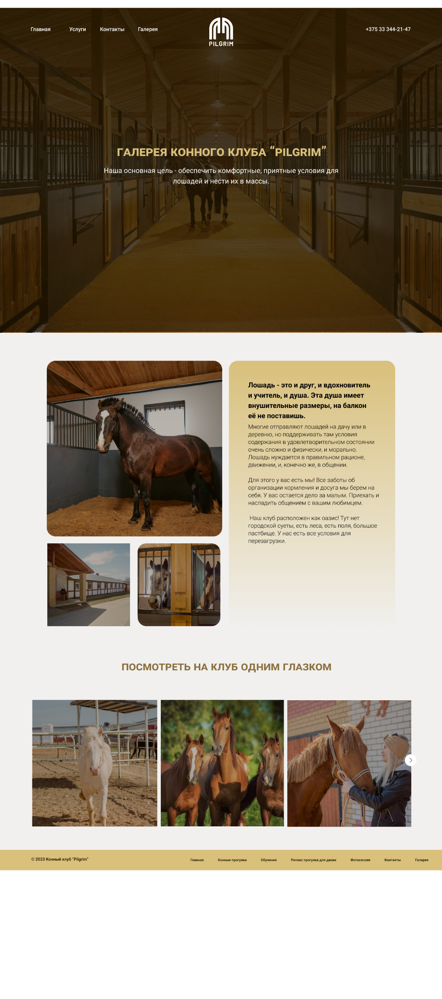 Главная Услуги Контакты Галерея
PILGRIM
+375 33 344-21-47
ГАЛЕРЕЯ КОННОГО КЛУБА “PILGRIM”
Наша основная цель - обеспечить комфортные, приятные условия для
лошадей и нести их в массы.
Лошадь - это и друг, и вдохновитель
и учитель, и душа. Эта душа имеет
внушительные размеры, на балкон
её не поставишь.
Многие отправляют лошадей на дачу или в
деревню, но поддерживать там условия
содержания в удовлетворительном состоянии
очень сложно и физически, и морально.
Лошадь нуждается в правильном рационе,
движении, и, конечно же, в общении.
Для этого у вас есть мы! Все заботы об
организации кормления и досуга мы берем на
себя. У вас остается дело за малым. Приехать и
насладить общением с вашим любимцем.
Наш клуб расположен как оазис! Тут нет
городской суеты, есть леса, есть поля, большое
пастбище. У нас есть все условия для
перезагрузки.
ПОСМОТРЕТЬ НА КЛУБ ОДНИМ ГЛАЗКОМ
© 2023 Конный клуб “Pilgrim”
Главная Конные прогулки Обучение Релакс прогулка для двоих Фотосессия Контакты Галерея